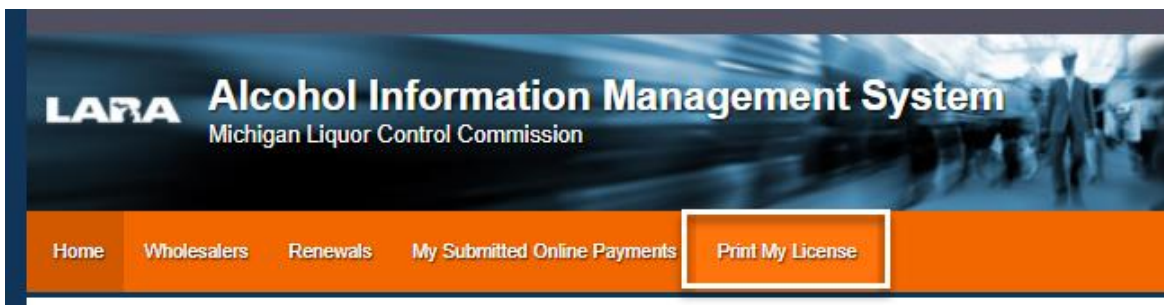 LARA
Alcohol Information Management System
Michigan Liquor Control Commission
Home Wholesalers Renewals My Submitted Online Payments Print My License